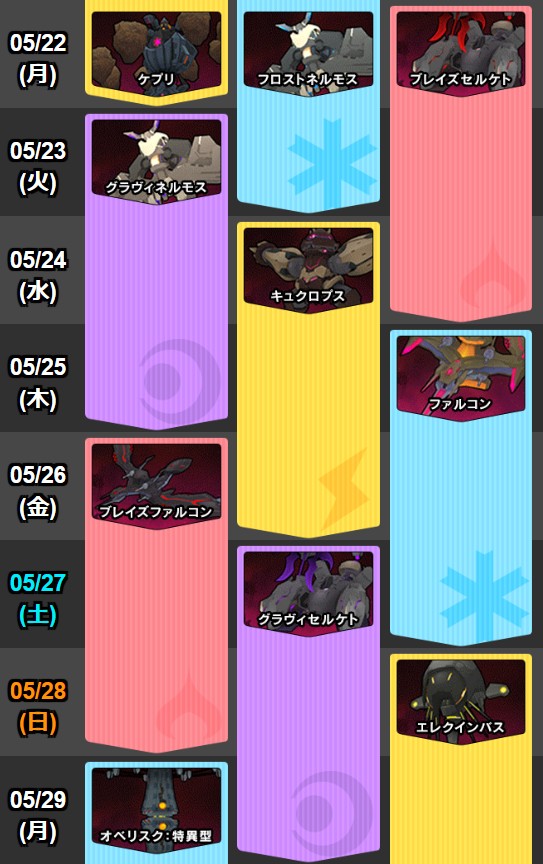 05/22
(月)
ケプリ
フロストネルモス
ブレイズセルケト
05/23
(火)
グラヴィネルモス
05/24
(水)
キュクロプス
05/25
(木)
ファルコン
05/26
(金)
ブレイズファルコン
05/27
(土)
グラヴィセルケト
05/28
(日)
エレクインバス
05/29
(月)
オベリスク:特異型